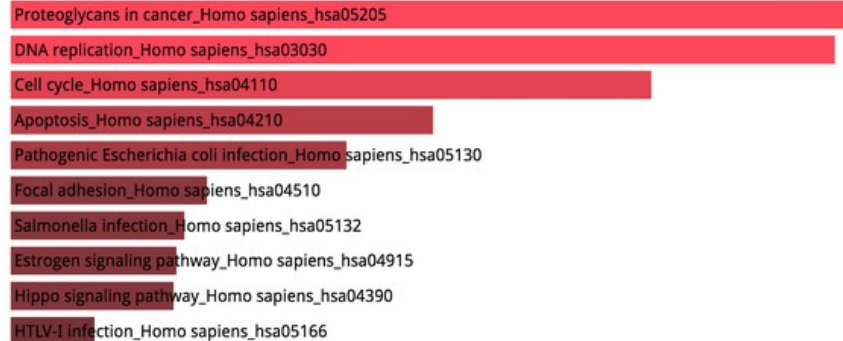 Proteoglycans in cancer_Homo sapiens_hsa05205
DNA replication_Homo sapiens_hsa03030
Cell cycle_Homo sapiens_hsa04110
Apoptosis_Homo sapiens_hsa04210
Pathogenic Escherichia coli infection_Homo sapiens_hsa05130
Focal adhesion_Homo sapiens_hsa04510
Salmonella infection_Homo sapiens_hsa05132
Estrogen signaling pathway_Homo sapiens_hsa04915
Hippo signaling pathway_Homo sapiens_hsa04390
HTLV-I infection_Homo sapiens_hsa05166